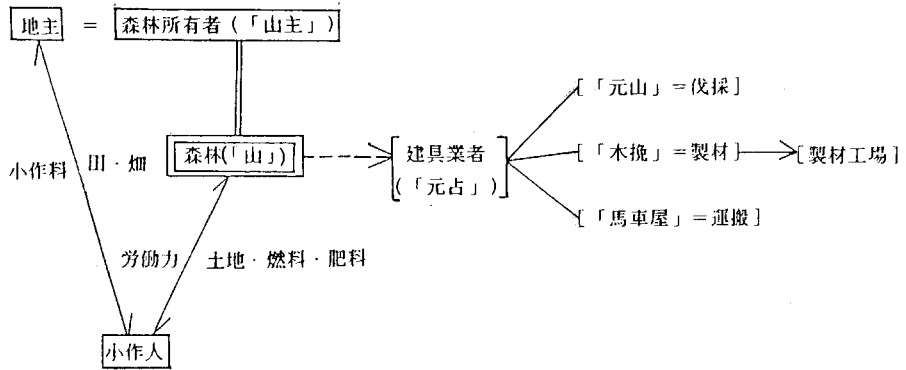 地主 = 森林所有者(「山主」)
[「元山」=伐採]
小作料 田・畑 森林(「山」) 建具業者 [「木挽」=製材] [製材工場]
(「元占」)
[「馬車屋」=運搬]
労働力 土地・燃料・肥料
小作人